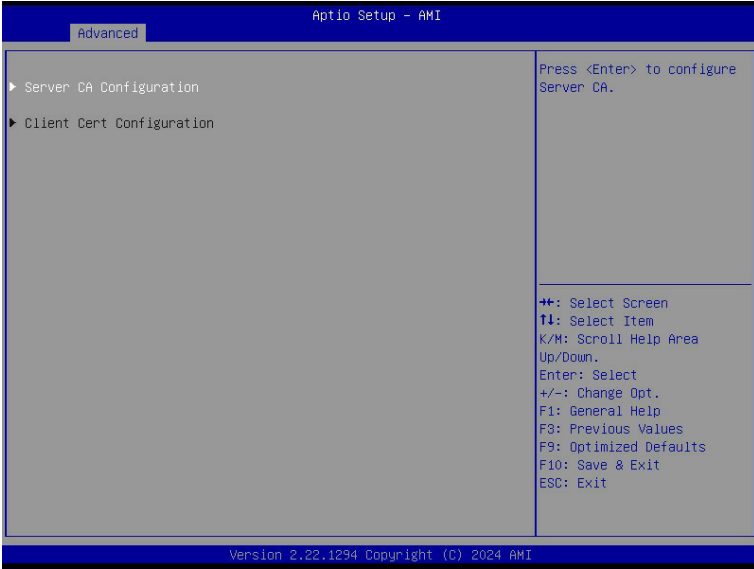 Aptio Setup – AMI
Advanced
▶ Server CA Configuration
▶ Client Cert Configuration
Press <Enter> to configure
Server CA.
→←: Select Screen
↑↓: Select Item
K/M: Scroll Help Area
Up/Down.
Enter: Select
+/-: Change Opt.
F1: General Help
F3: Previous Values
F9: Optimized Defaults
F10: Save & Exit
ESC: Exit
Version 2.22.1294 Copyright (C) 2024 AMI